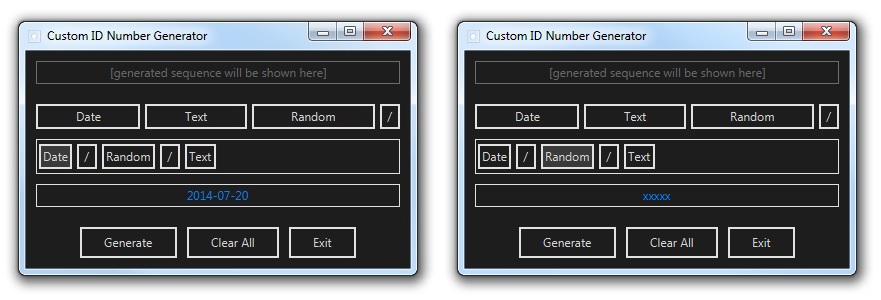 Custom ID Number Generator
[generated sequence will be shown here]
Date Text Random /
Date / Random / Text
2014-07-20
Generate Clear All Exit
Custom ID Number Generator
[generated sequence will be shown here]
Date Text Random /
Date / Random / Text
xxxxx
Generate Clear All Exit